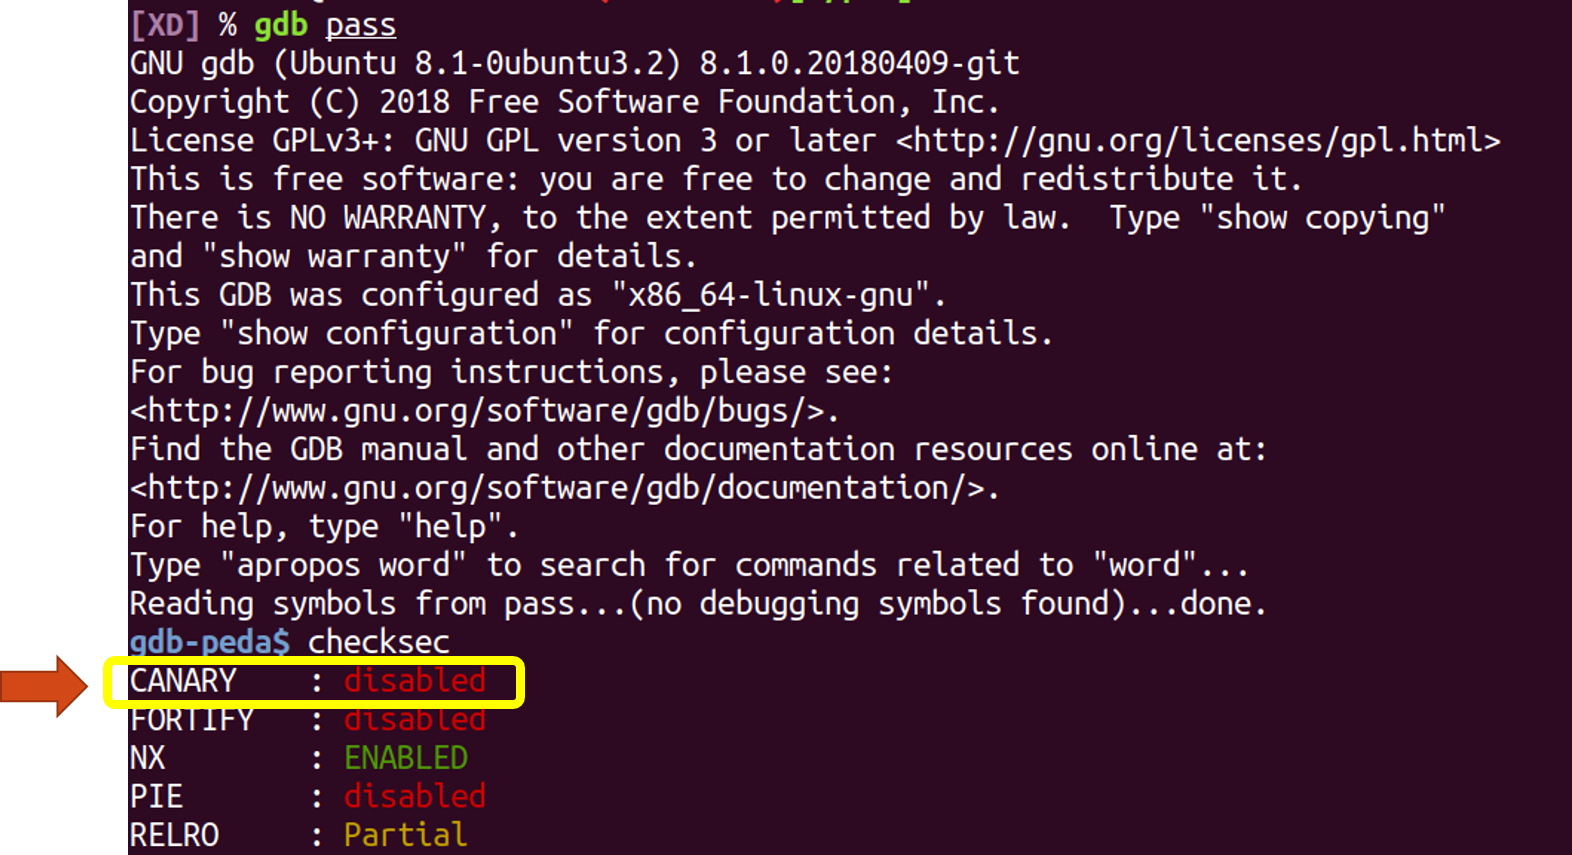 [XD] % gdb pass
GNU gdb (Ubuntu 8.1-0ubuntu3.2) 8.1.0.20180409-git
Copyright (C) 2018 Free Software Foundation, Inc.
License GPLv3+: GNU GPL version 3 or later <http://gnu.org/licenses/gpl.html>
This is free software: you are free to change and redistribute it.
There is NO WARRANTY, to the extent permitted by law.  Type "show copying"
and "show warranty" for details.
This GDB was configured as "x86_64-linux-gnu".
Type "show configuration" for configuration details.
For bug reporting instructions, please see:
<http://www.gnu.org/software/gdb/bugs/>.
Find the GDB manual and other documentation resources online at:
<http://www.gnu.org/software/gdb/documentation/>.
For help, type "help".
Type "apropos word" to search for commands related to "word"...
Reading symbols from pass...(no debugging symbols found)...done.
gdb-peda$ checksec
CANARY    : disabled
FORTIFY   : disabled
NX        : ENABLED
PIE       : disabled
RELRO     : Partial